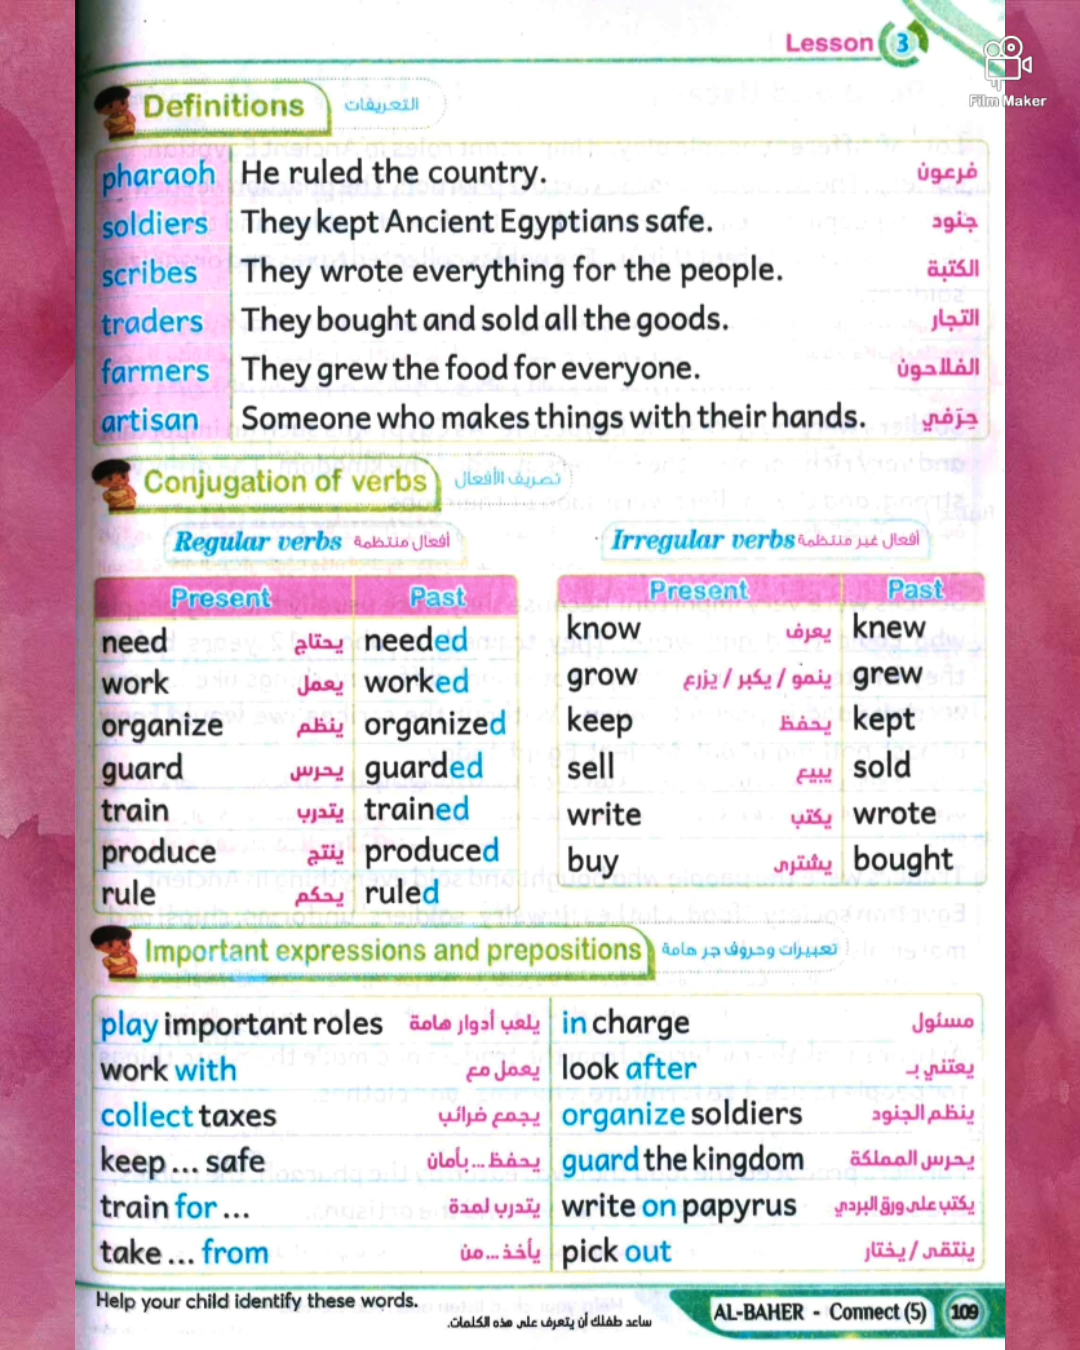 Lesson 3
Film Maker
Definitions التعريفات
pharaoh He ruled the country. فرعون
soldiers They kept Ancient Egyptians safe. جنود
scribes They wrote everything for the people. الكتبة
traders They bought and sold all the goods. التجار
farmers They grew the food for everyone. الفلاحون
artisan Someone who makes things with their hands. حِرَفي
Conjugation of verbs تصريف الأفعال
Regular verbs أفعال منتظمة
Present Past
need يحتاج needed
work يعمل worked
organize ينظم organized
guard يحرس guarded
train يتدرب trained
produce ينتج produced
rule يحكم ruled
Irregular verbs أفعال غير منتظمة
Present Past
know يعرف knew
grow ينمو / يكبر / يزرع grew
keep يحفظ kept
sell يبيع sold
write يكتب wrote
buy يشترى bought
Important expressions and prepositions تعبيرات وحروف جر هامة
play important roles يلعب أدوار هامة
work with يعمل مع
collect taxes يجمع ضرائب
keep ... safe يحفظ ... بأمان
train for ... يتدرب لمدة
take ... from يأخذ ... من
in charge مسئول
look after يعتني بـ
organize soldiers ينظم الجنود
guard the kingdom يحرس المملكة
write on papyrus يكتب على ورق البردي
pick out ينتقى / يختار
Help your child identify these words.
ساعد طفلك أن يتعرف على هذه الكلمات.
AL-BAHER - Connect (5) 109